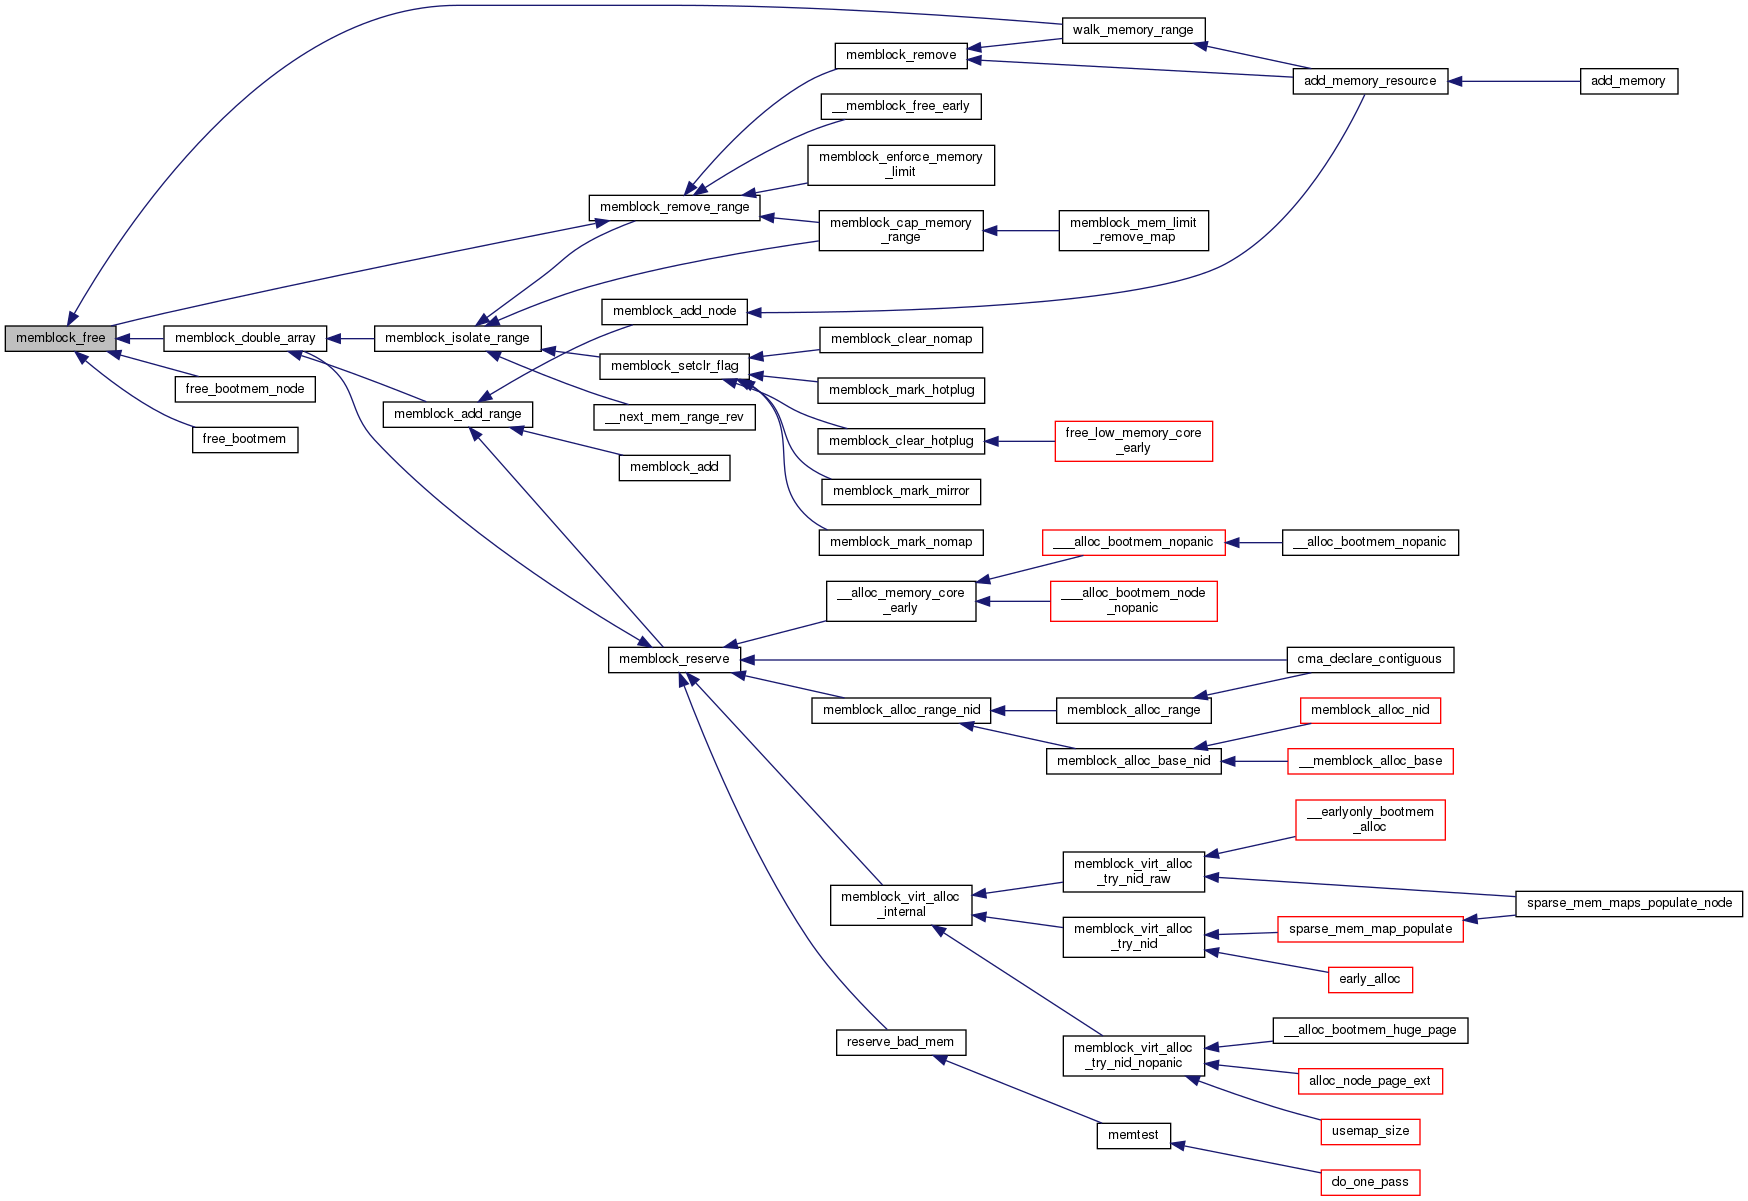 walk_memory_range
memblock_remove
add_memory_resource
add_memory
__memblock_free_early
memblock_enforce_memory
_limit
memblock_remove_range
memblock_cap_memory
_range
memblock_mem_limit
_remove_map
memblock_add_node
memblock_free
memblock_double_array
memblock_isolate_range
memblock_clear_nomap
memblock_setclr_flag
free_bootmem_node
memblock_mark_hotplug
memblock_add_range
__next_mem_range_rev
free_bootmem
memblock_clear_hotplug
free_low_memory_core
_early
memblock_add
memblock_mark_mirror
memblock_mark_nomap
___alloc_bootmem_nopanic
__alloc_bootmem_nopanic
__alloc_memory_core
_early
___alloc_bootmem_node
_nopanic
memblock_reserve
cma_declare_contiguous
memblock_alloc_range_nid
memblock_alloc_range
memblock_alloc_nid
memblock_alloc_base_nid
__memblock_alloc_base
__earlyonly_bootmem
_alloc
memblock_virt_alloc
_try_nid_raw
memblock_virt_alloc
_internal
sparse_mem_maps_populate_node
memblock_virt_alloc
_try_nid
sparse_mem_map_populate
early_alloc
reserve_bad_mem
__alloc_bootmem_huge_page
memblock_virt_alloc
_try_nid_nopanic
alloc_node_page_ext
usemap_size
memtest
do_one_pass